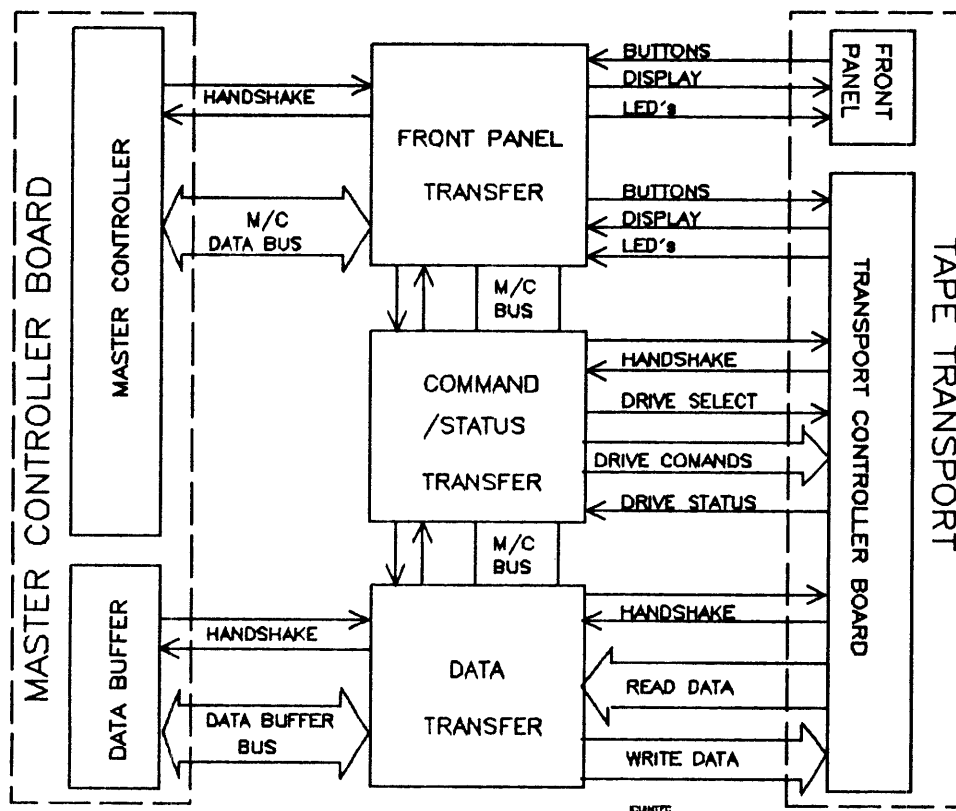 MASTER CONTROLLER BOARD
MASTER CONTROLLER
DATA BUFFER
HANDSHAKE
M/C
DATA BUS
HANDSHAKE
DATA BUFFER
BUS
FRONT PANEL
TRANSFER
M/C
BUS
COMMAND
/STATUS
TRANSFER
M/C
BUS
DATA
TRANSFER
BUTTONS
DISPLAY
LED's
BUTTONS
DISPLAY
LED's
HANDSHAKE
DRIVE SELECT
DRIVE COMANDS
DRIVE STATUS
HANDSHAKE
READ DATA
WRITE DATA
FRONT
PANEL
TRANSPORT CONTROLLER BOARD
TAPE TRANSPORT